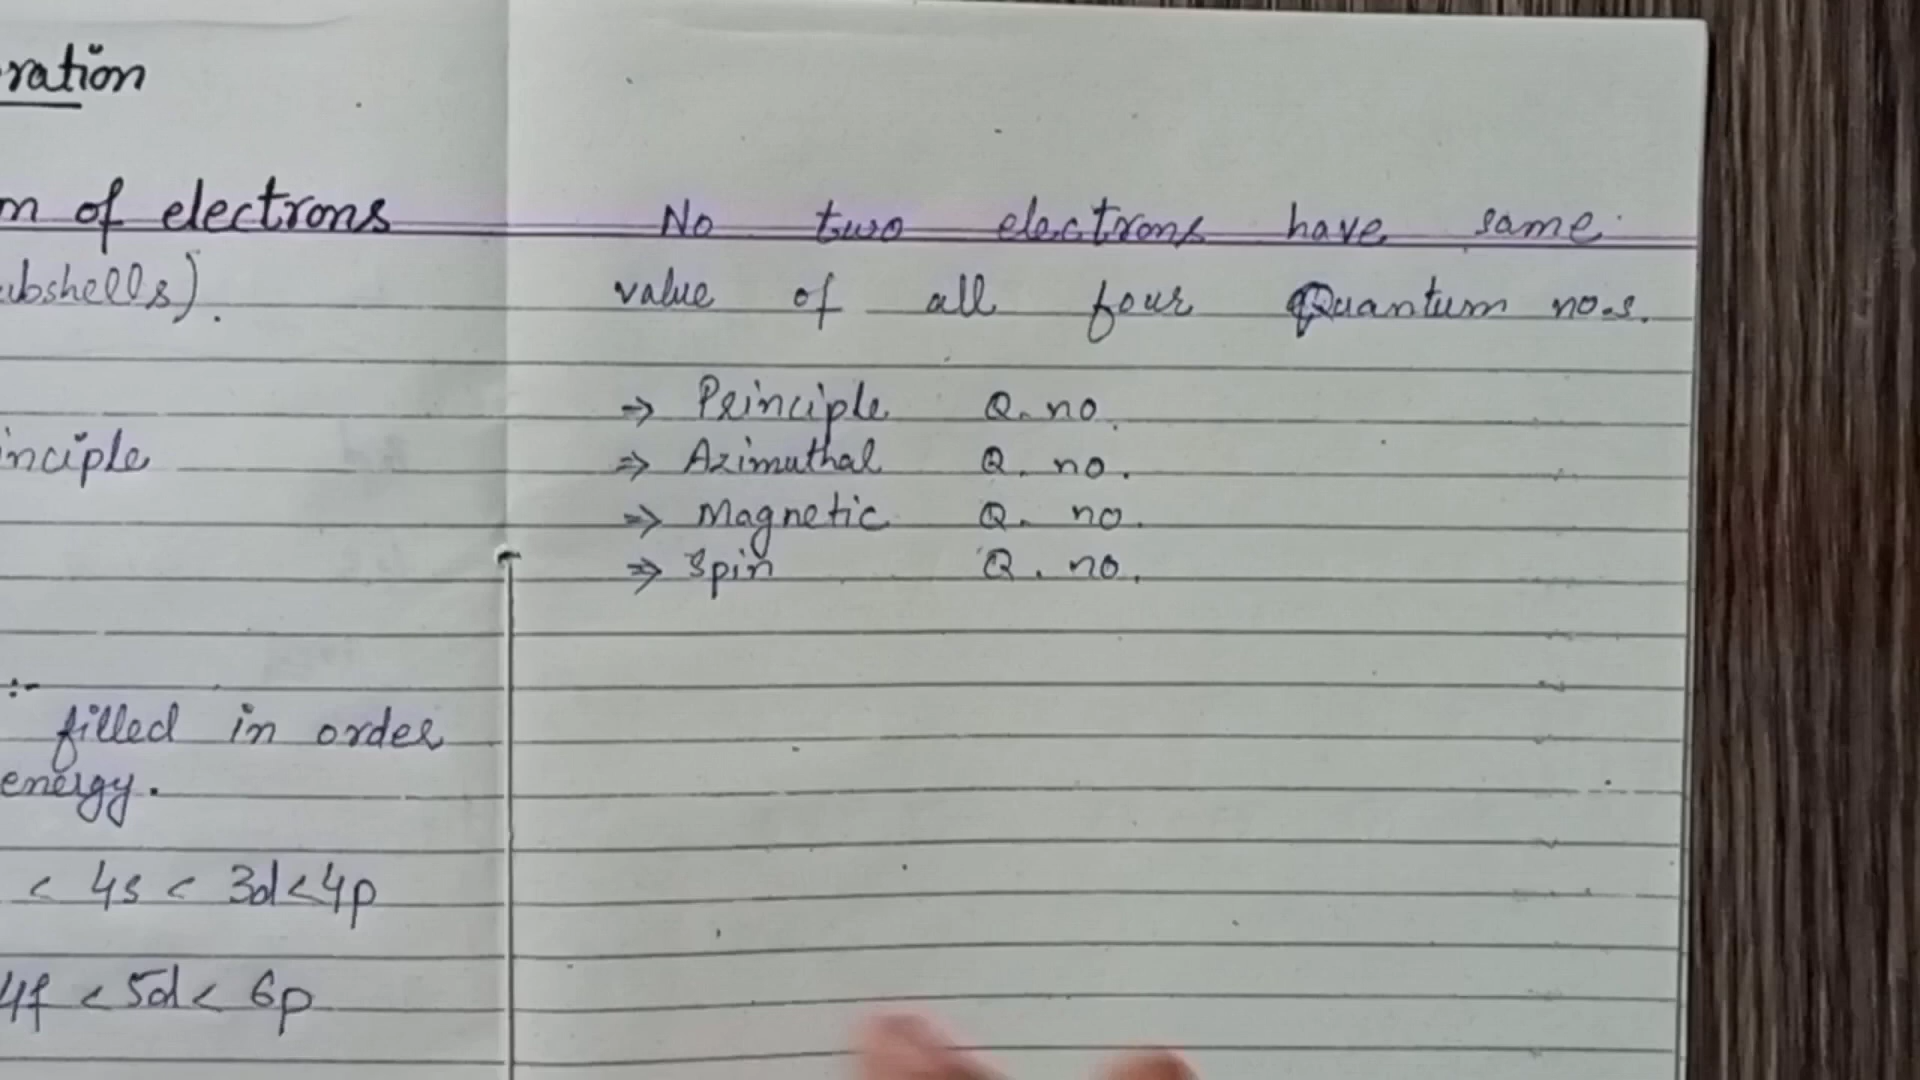 ration
m of electrons
ubshells).
inciple
:-
filled in order
energy.
< 4s < 3d < 4p
4f < 5d < 6p
No two electrons have same
value of all four Quantum no.s.
⇒ Principle Q. no.
⇒ Azimuthal Q. no.
⇒ Magnetic Q. no.
⇒ Spin Q. no.